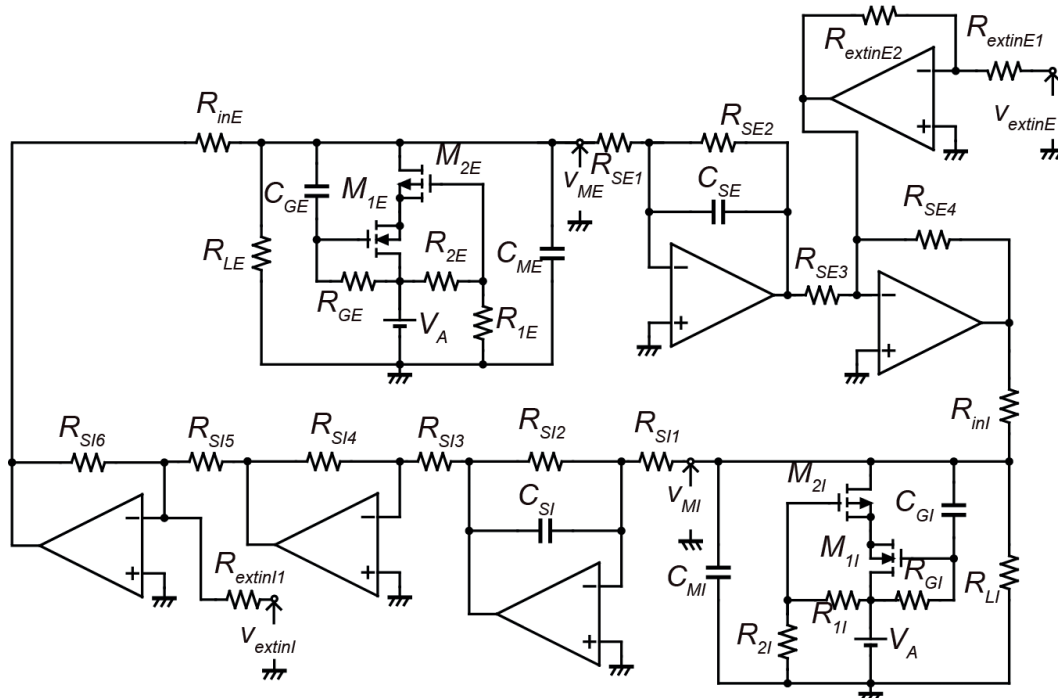 R_extinE2
R_extinE1
v_extinE
R_inE
R_SE2
M_2E
R_SE1
v_ME
C_GE
M_1E
C_SE
R_SE4
R_LE
R_2E
C_ME
R_SE3
R_GE
V_A
R_1E
R_inI
R_SI6
R_SI5
R_SI4
R_SI3
R_SI2
R_SI1
M_2I
v_MI
C_SI
C_GI
M_1I
R_extinI1
C_MI
R_GI
R_LI
R_1I
R_2I
V_A
v_extinI